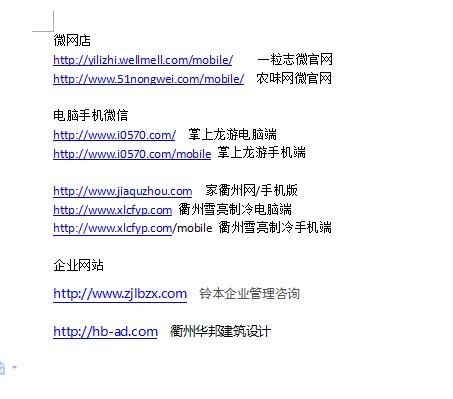 微网店
http://yilizhi.wellmell.com/mobile/ 一粒志微官网
http://www.51nongwei.com/mobile/ 农味网微官网
电脑手机微信
http://www.i0570.com/ 掌上龙游电脑端
http://www.i0570.com/mobile 掌上龙游手机端
http://www.jiaquzhou.com 家衢州网/手机版
http://www.xlcfyp.com 衢州雪亮制冷电脑端
http://www.xlcfyp.com/mobile 衢州雪亮制冷手机端
企业网站
http://www.zjlbzx.com 铃本企业管理咨询
http://hb-ad.com 衢州华邦建筑设计